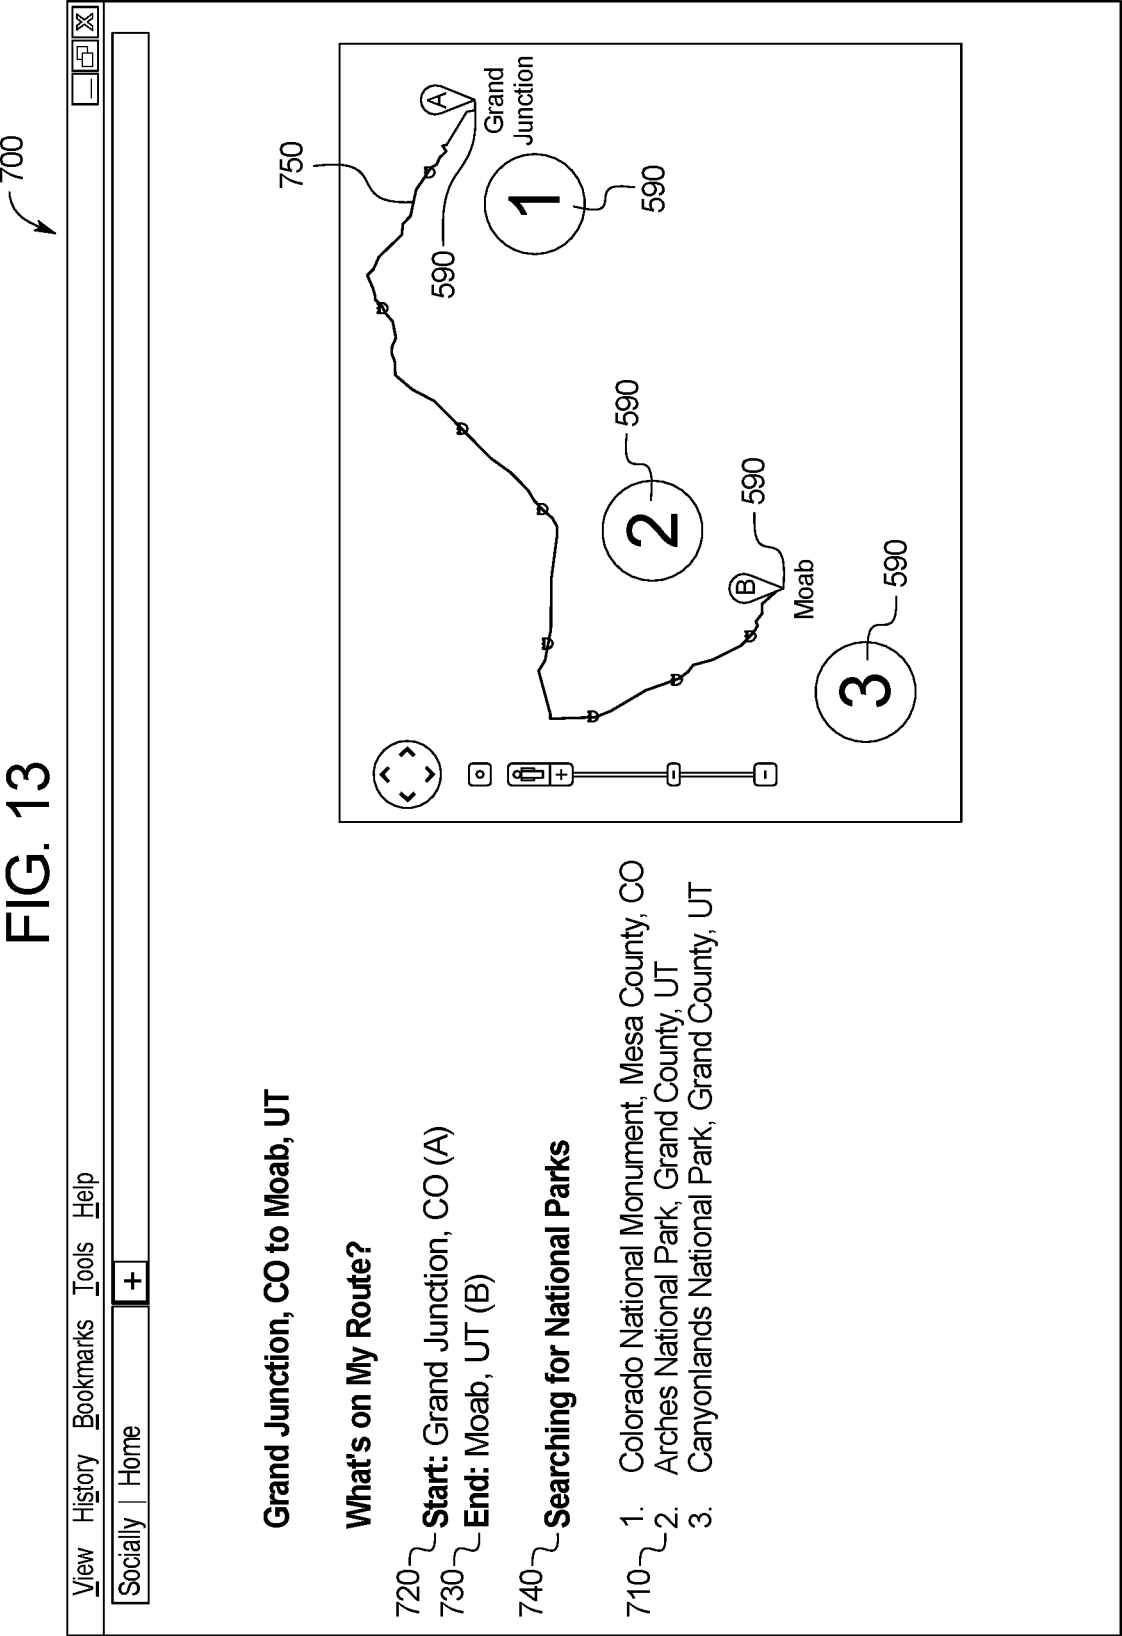 FIG. 13
700
View History Bookmarks Tools Help
Socially | Home
+
Grand Junction, CO to Moab, UT
What's on My Route?
720
Start: Grand Junction, CO (A)
730
End: Moab, UT (B)
740
Searching for National Parks
710
1. Colorado National Monument, Mesa County, CO
2. Arches National Park, Grand County, UT
3. Canyonlands National Park, Grand County, UT
750
A
Grand
Junction
590
1
590
2
590
B
Moab
590
3
590
+
-
-